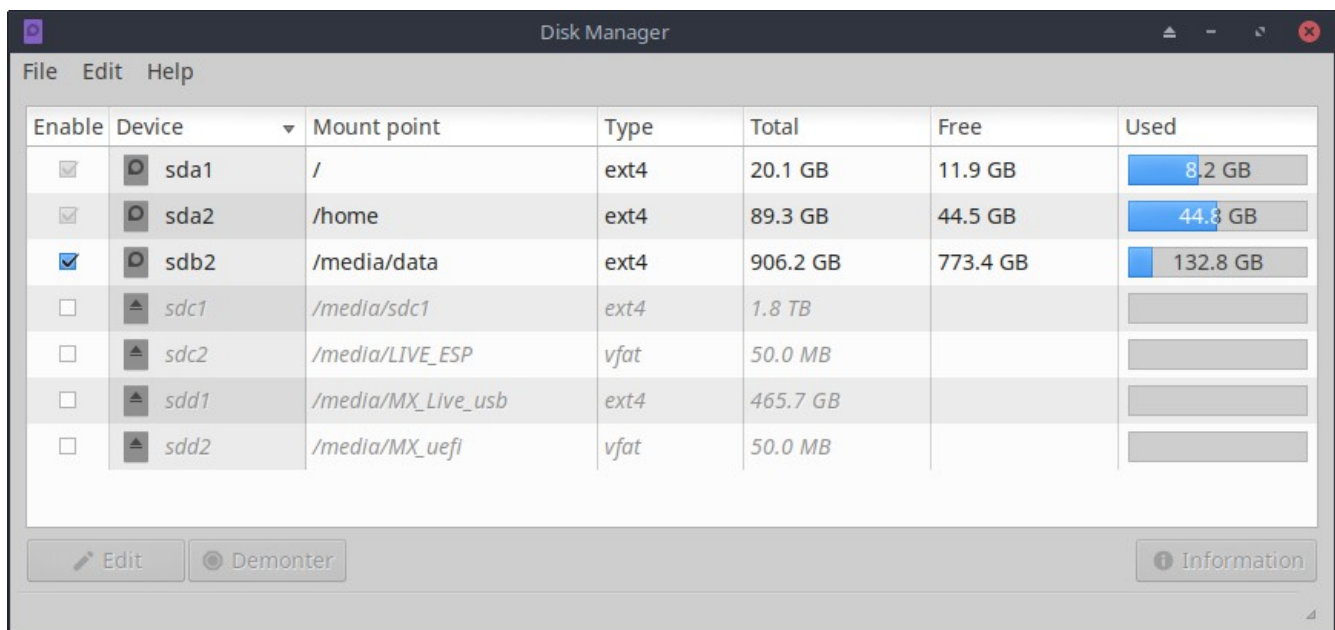 Disk Manager
File Edit Help
Enable Device Mount point Type Total Free Used
sda1 / ext4 20.1 GB 11.9 GB 8.2 GB
sda2 /home ext4 89.3 GB 44.5 GB 44.8 GB
sdb2 /media/data ext4 906.2 GB 773.4 GB 132.8 GB
sdc1 /media/sdc1 ext4 1.8 TB
sdc2 /media/LIVE_ESP vfat 50.0 MB
sdd1 /media/MX_Live_usb ext4 465.7 GB
sdd2 /media/MX_uefi vfat 50.0 MB
Edit Demonter Information